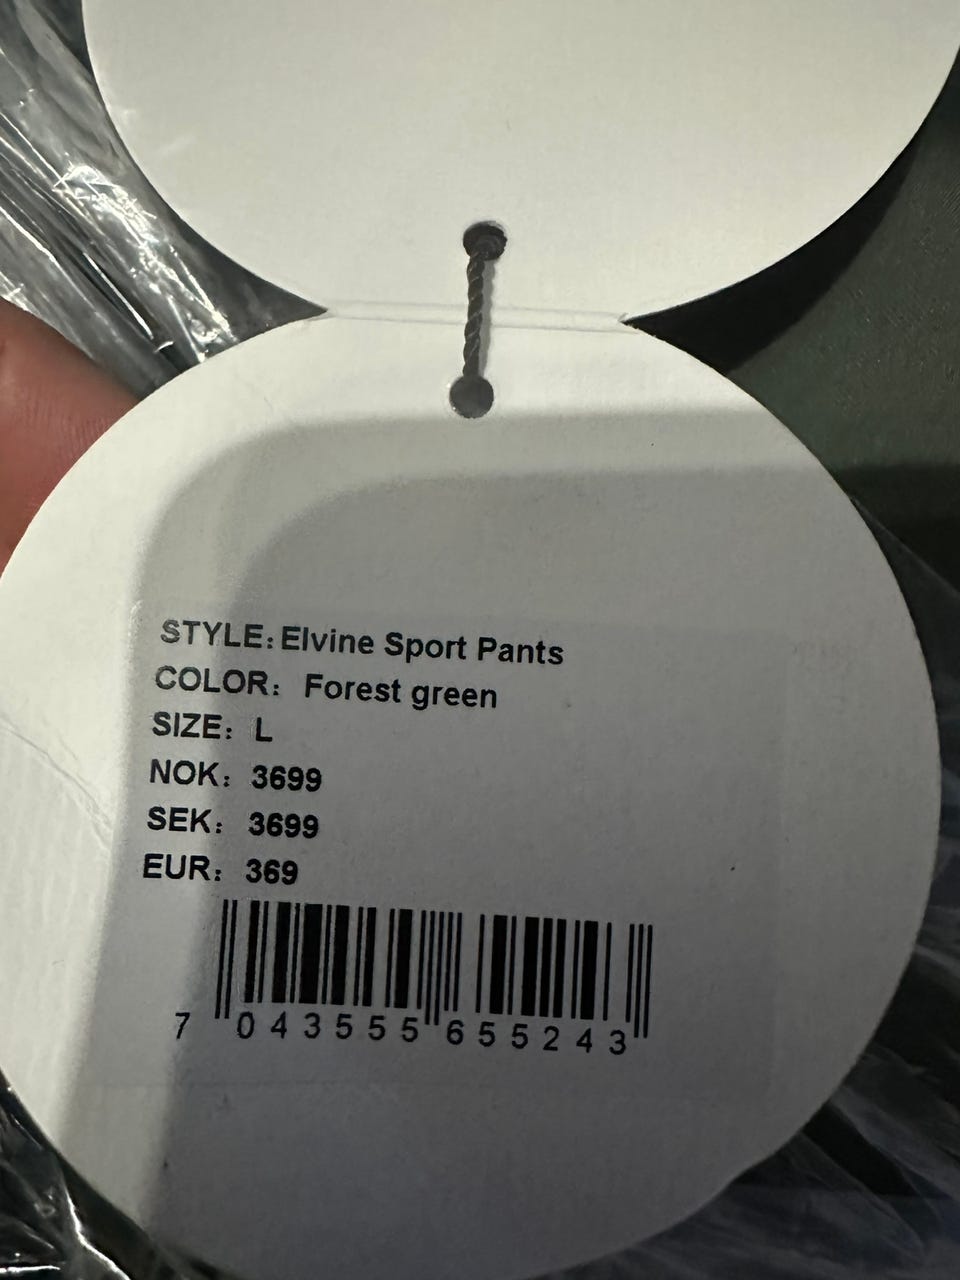 STYLE: Elvine Sport Pants
COLOR: Forest green
SIZE: L
NOK: 3699
SEK: 3699
EUR: 369
7 043555 655243